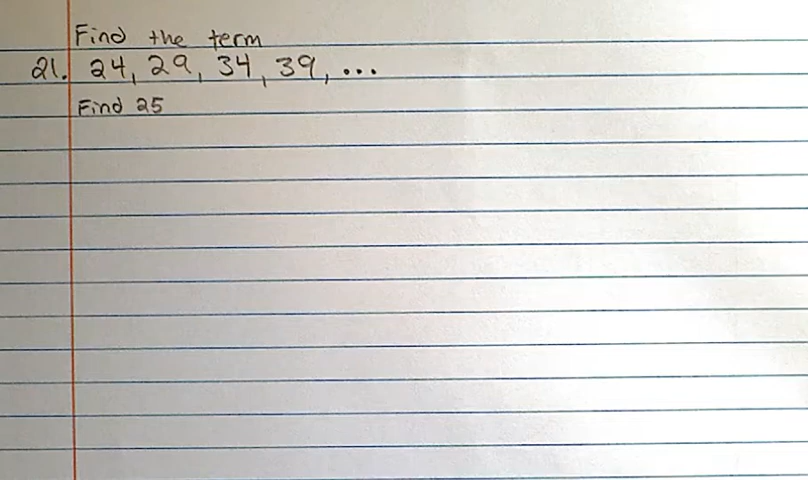 Find the term
21. 24, 29, 34, 39, ...
Find 25